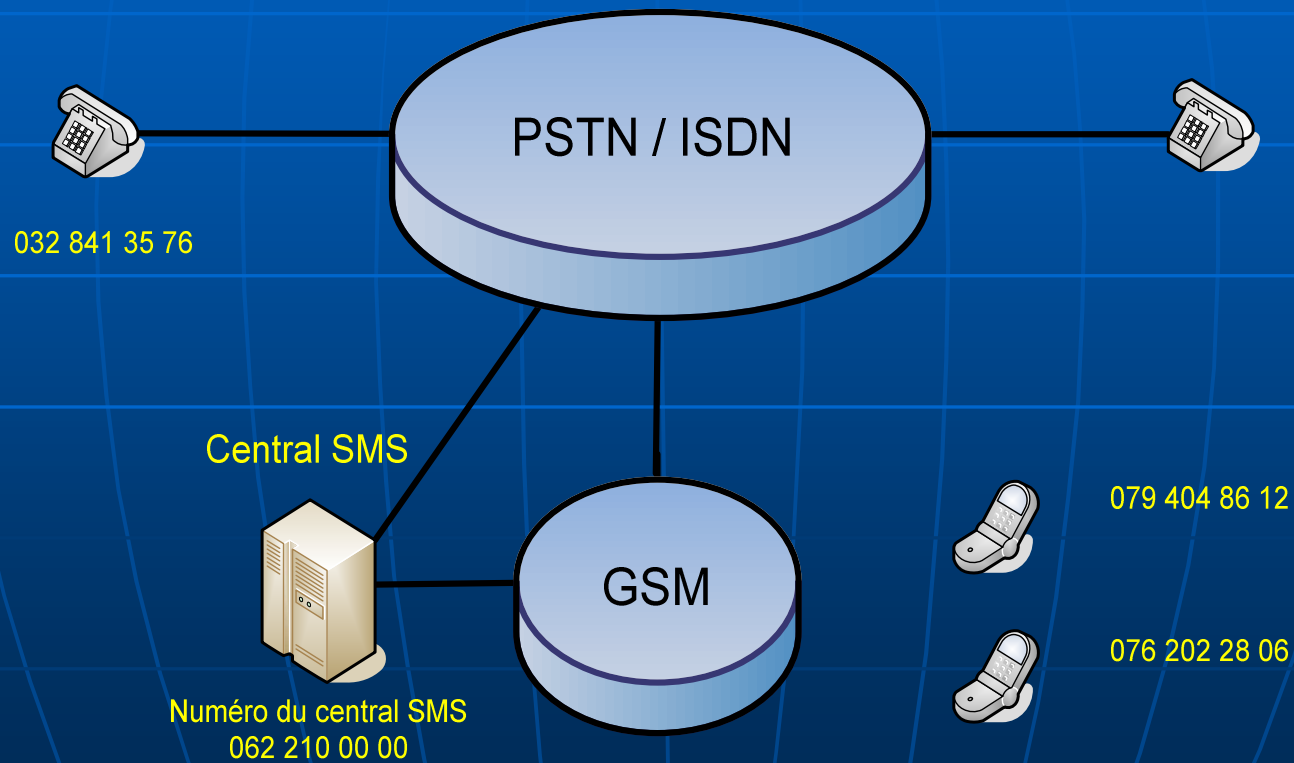 PSTN / ISDN
032 841 35 76
Central SMS
079 404 86 12
GSM
076 202 28 06
Numéro du central SMS
062 210 00 00